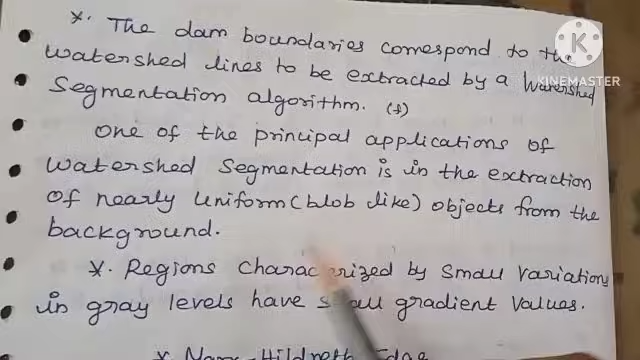 *. The dam boundaries correspond to the
watershed lines to be extracted by a watershed
segmentation algorithm. (f)
One of the principal applications of
watershed segmentation is in the extraction
of nearly uniform (blob like) objects from the
background.
*. Regions characterized by small variations
in gray levels have small gradient values.
K
KINEMASTER